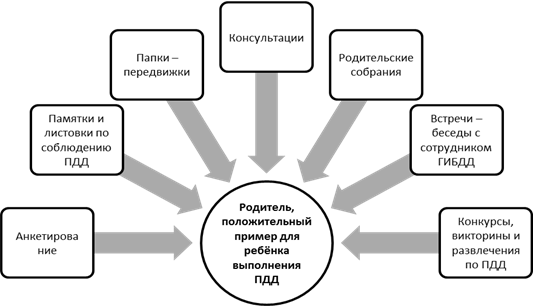 Консультации
Папки –
передвижки
Родительские
собрания
Памятки и
листовки по
соблюдению
ПДД
Встречи –
беседы с
сотрудником
ГИБДД
Анкетирова
ние
Родитель,
положительный
пример для
ребёнка
выполнения
ПДД
Конкурсы,
викторины и
развлечения
по ПДД